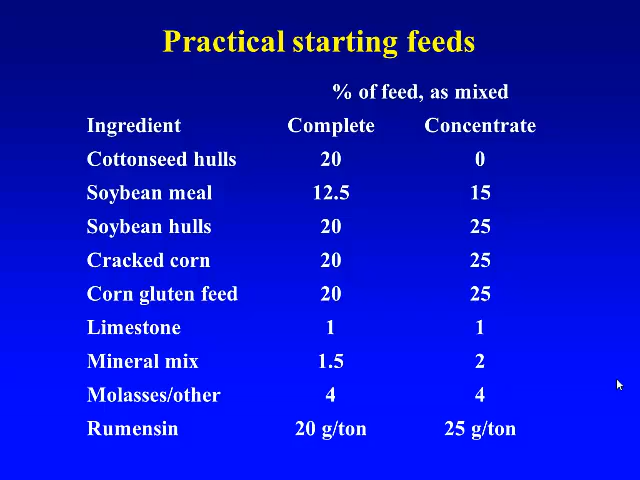 Practical starting feeds
% of feed, as mixed
Ingredient Complete Concentrate
Cottonseed hulls 20 0
Soybean meal 12.5 15
Soybean hulls 20 25
Cracked corn 20 25
Corn gluten feed 20 25
Limestone 1 1
Mineral mix 1.5 2
Molasses/other 4 4
Rumensin 20 g/ton 25 g/ton